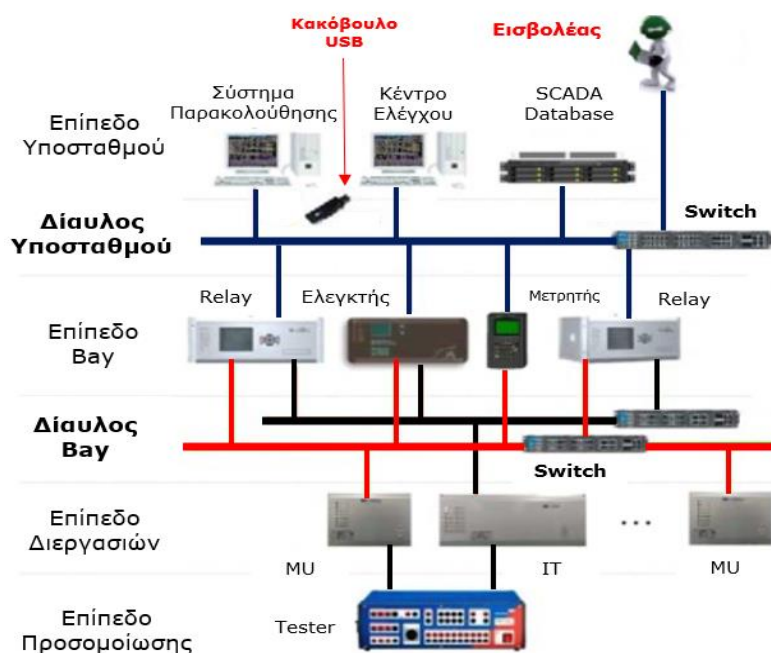 Κακόβουλο
USB
Εισβολέας
Σύστημα
Παρακολούθησης
Κέντρο
Ελέγχου
SCADA
Database
Επίπεδο
Υποσταθμού
Δίαυλος
Υποσταθμού
Switch
Relay
Ελεγκτής
Μετρητής
Relay
Επίπεδο
Bay
Δίαυλος
Bay
Switch
Επίπεδο
Διεργασιών
...
MU
IT
MU
Επίπεδο
Προσομοίωσης
Tester